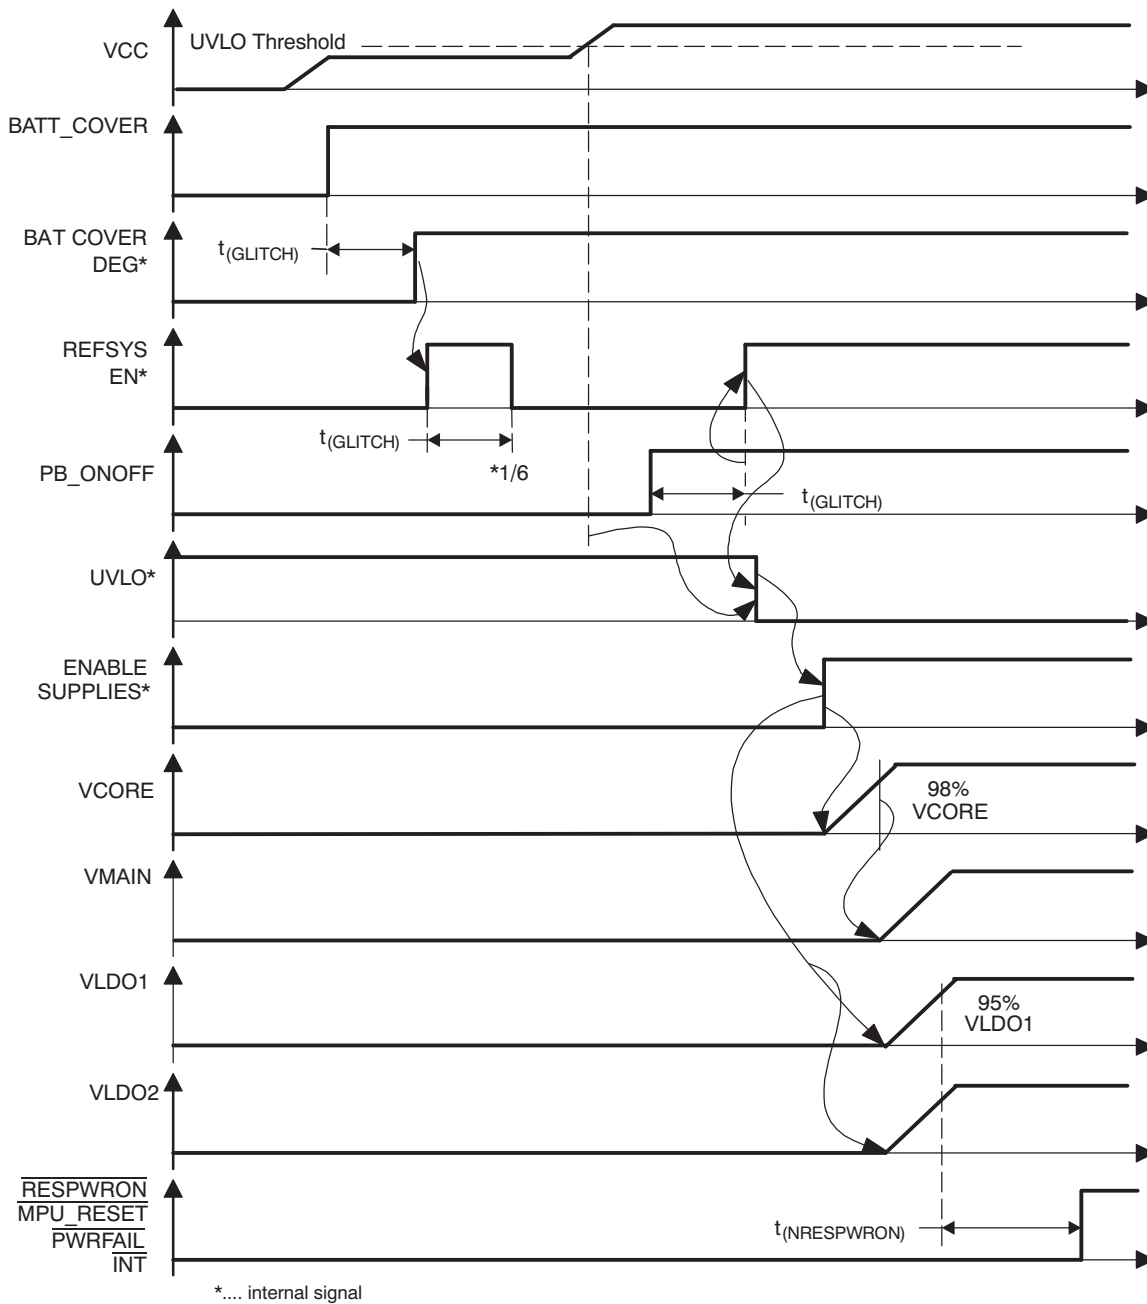 VCC
UVLO Threshold
BATT_COVER
BAT COVER
DEG*
t(GLITCH)
REFSYS
EN*
t(GLITCH)
*1/6
PB_ONOFF
t(GLITCH)
UVLO*
ENABLE
SUPPLIES*
VCORE
98%
VCORE
VMAIN
VLDO1
95%
VLDO1
VLDO2
RESPWRON
MPU_RESET
PWRFAIL
INT
t(NRESPWRON)
*.... internal signal